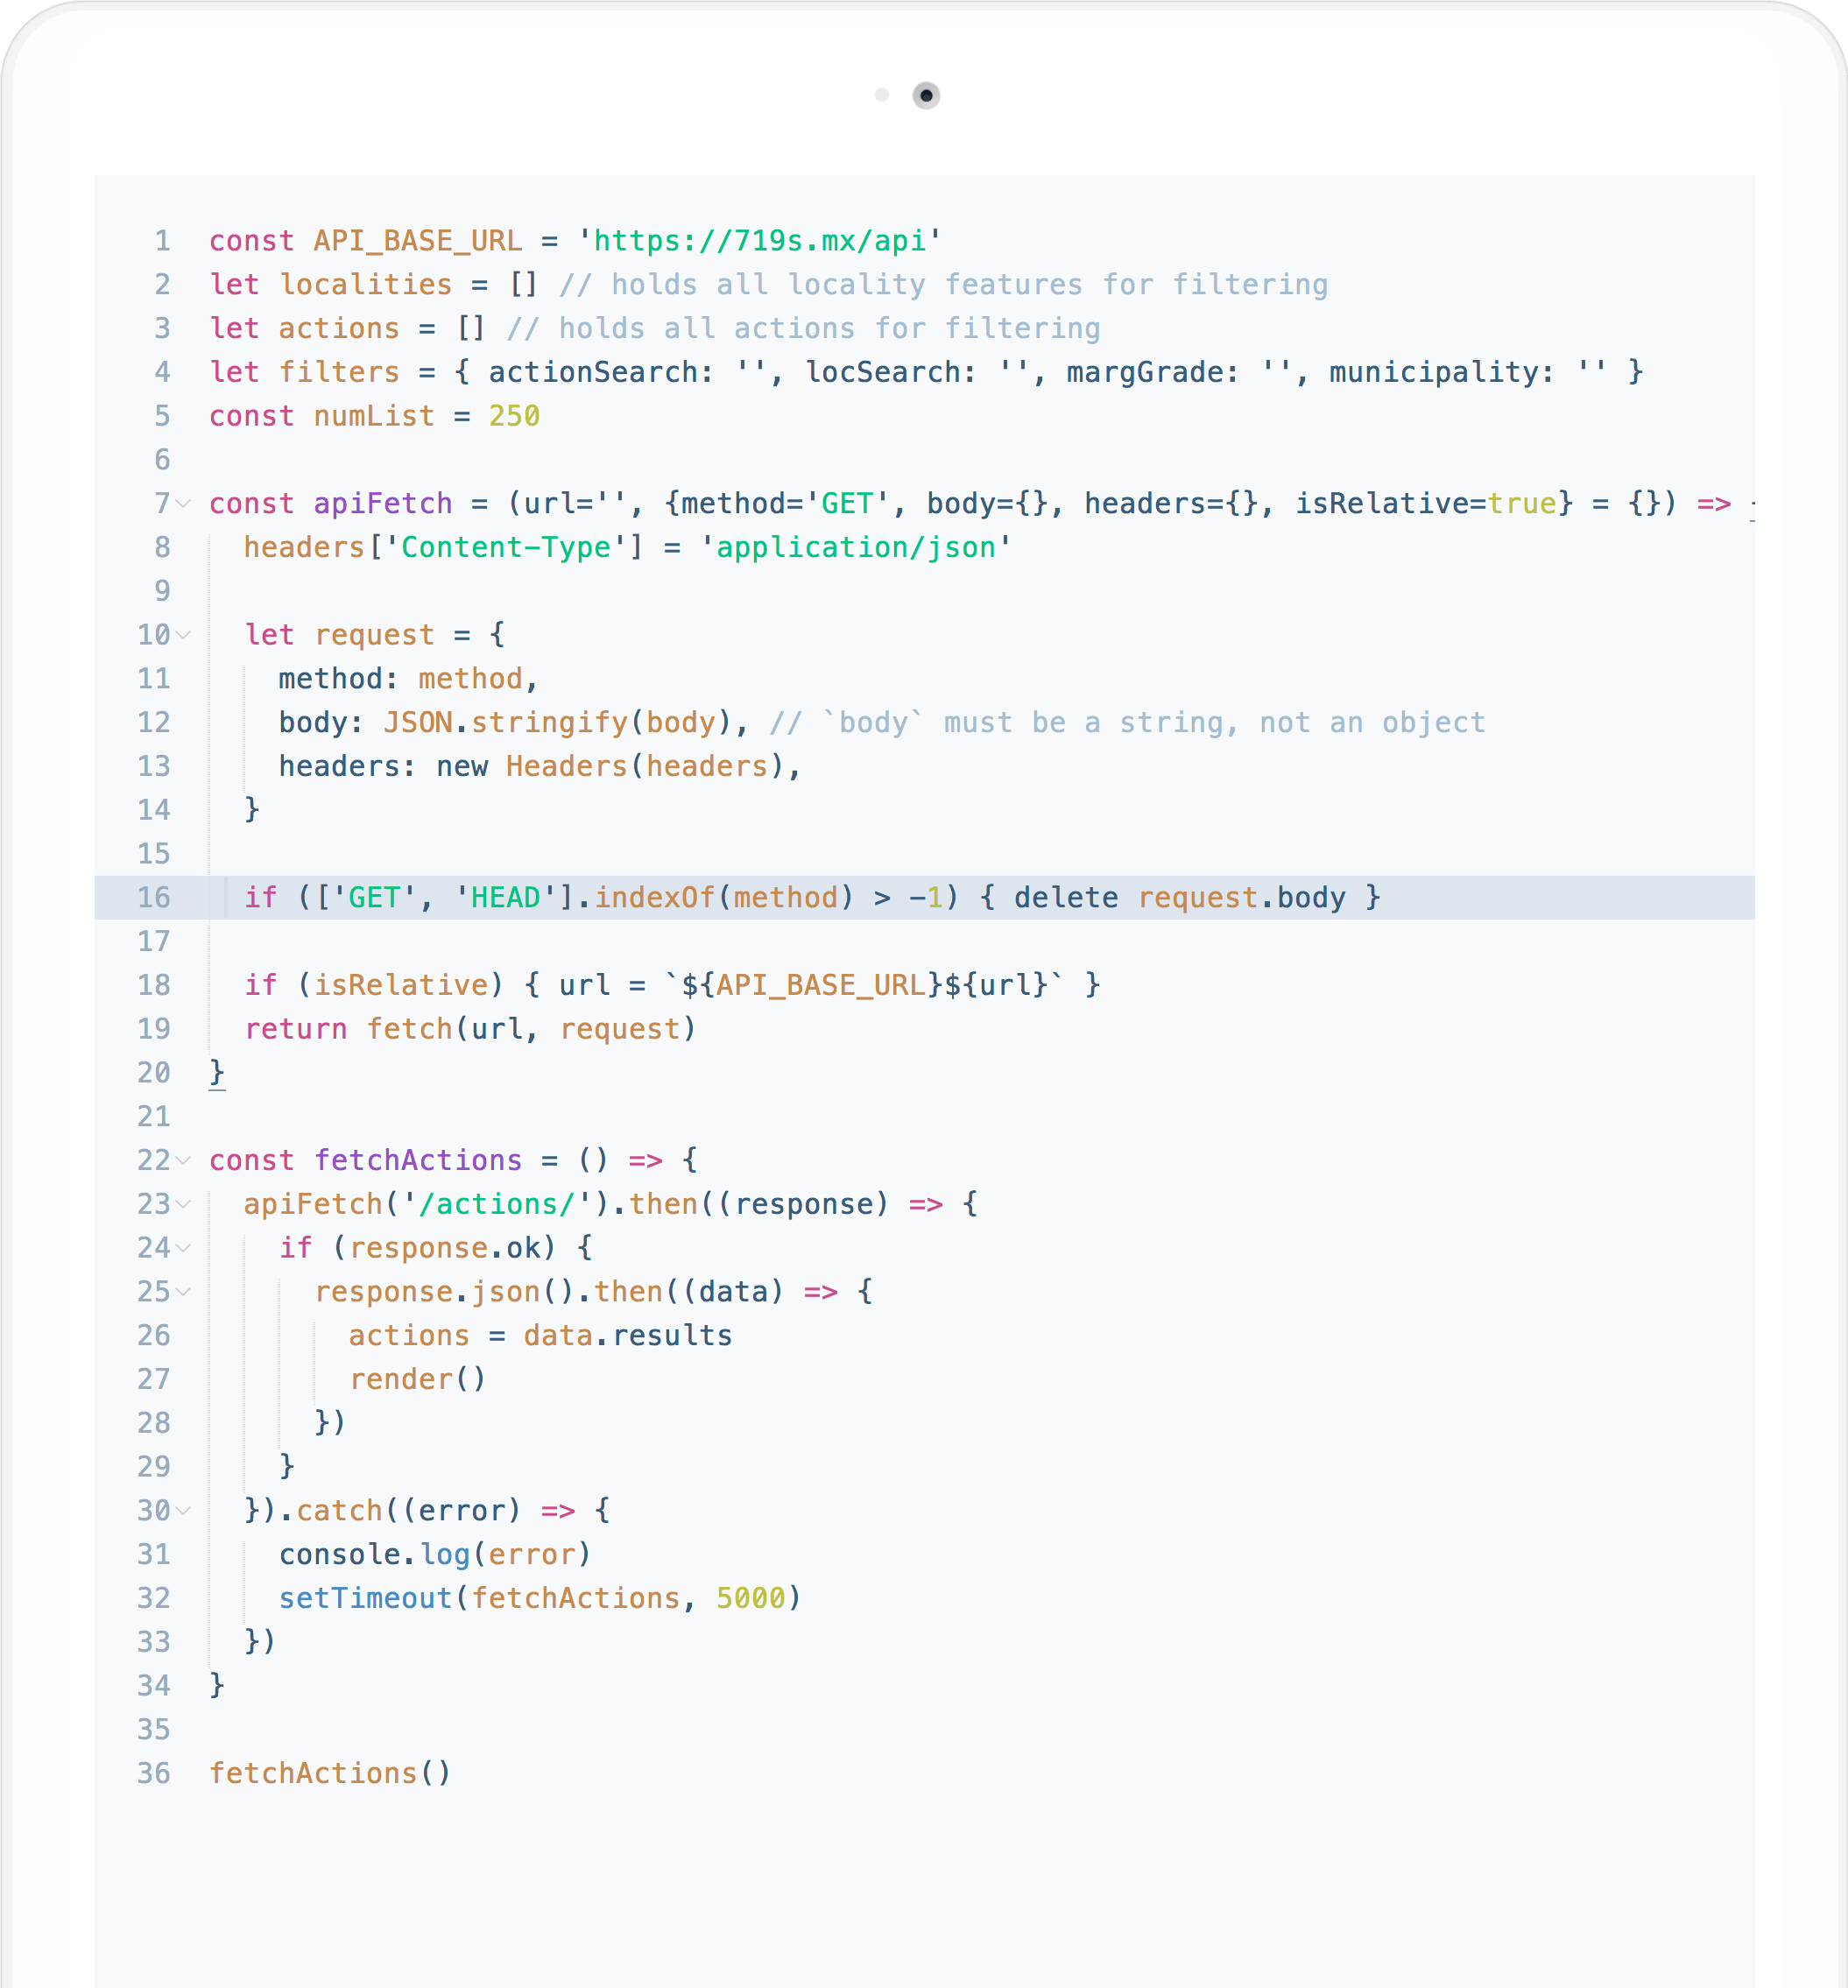 1 const API_BASE_URL = 'https://719s.mx/api'
2 let localities = [] // holds all locality features for filtering
3 let actions = [] // holds all actions for filtering
4 let filters = { actionSearch: '', locSearch: '', margGrade: '', municipality: '' }
5 const numList = 250
6
7 const apiFetch = (url='', {method='GET', body={}, headers={}, isRelative=true} = {}) =>
8   headers['Content-Type'] = 'application/json'
9
10   let request = {
11     method: method,
12     body: JSON.stringify(body), // `body` must be a string, not an object
13     headers: new Headers(headers),
14   }
15
16   if (['GET', 'HEAD'].indexOf(method) > -1) { delete request.body }
17
18   if (isRelative) { url = `${API_BASE_URL}${url}` }
19   return fetch(url, request)
20 }
21
22 const fetchActions = () => {
23   apiFetch('/actions/').then((response) => {
24     if (response.ok) {
25       response.json().then((data) => {
26         actions = data.results
27         render()
28       })
29     }
30   }).catch((error) => {
31     console.log(error)
32     setTimeout(fetchActions, 5000)
33   })
34 }
35
36 fetchActions()